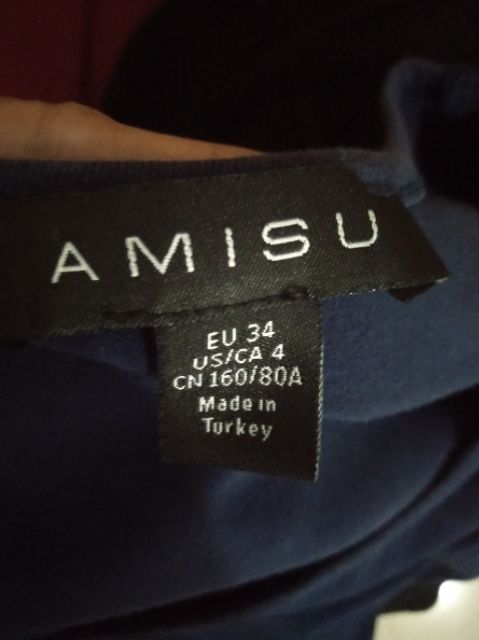 AMISU
EU 34
US/CA 4
CN 160/80A
Made in
Turkey